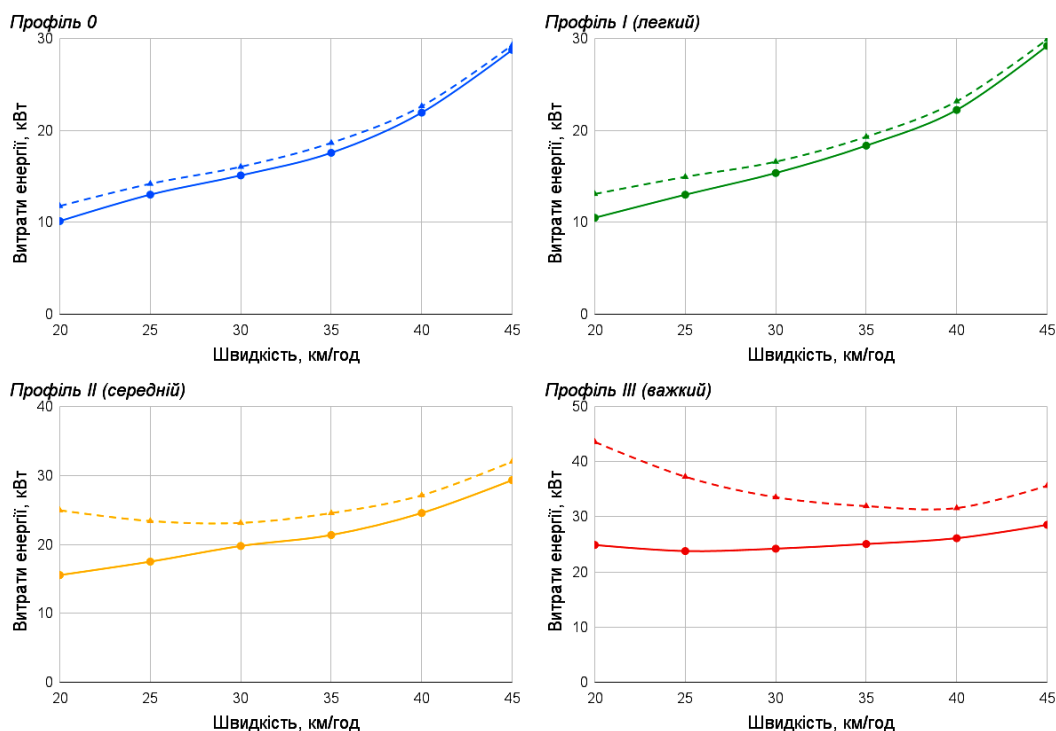 Профіль 0
30
20
10
0
Витрати енергії, кВт
20 25 30 35 40 45
Швидкість, км/год
Профіль I (легкий)
30
20
10
0
Витрати енергії, кВт
20 25 30 35 40 45
Швидкість, км/год
Профіль II (середній)
40
30
20
10
0
Витрати енергії, кВт
20 25 30 35 40 45
Швидкість, км/год
Профіль III (важкий)
50
40
30
20
10
0
Витрати енергії, кВт
20 25 30 35 40 45
Швидкість, км/год